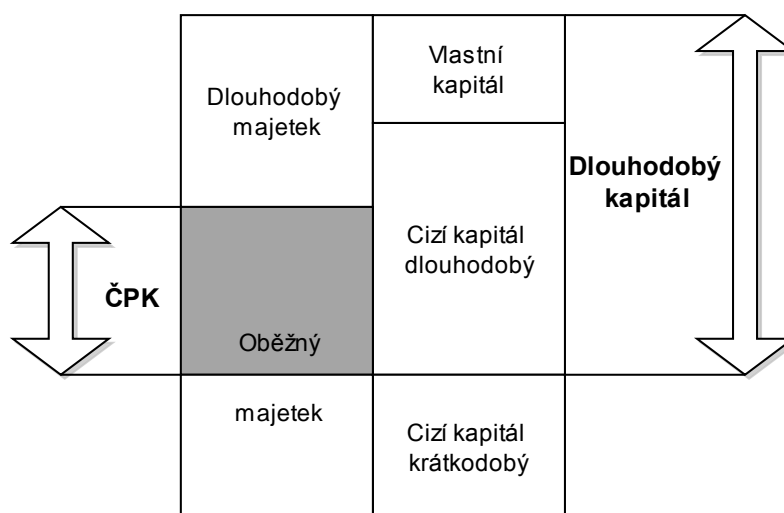 Vlastní
kapitál
Dlouhodobý
majetek
Dlouhodobý
kapitál
Cizí kapitál
dlouhodobý
ČPK
Oběžný
majetek
Cizí kapitál
krátkodobý